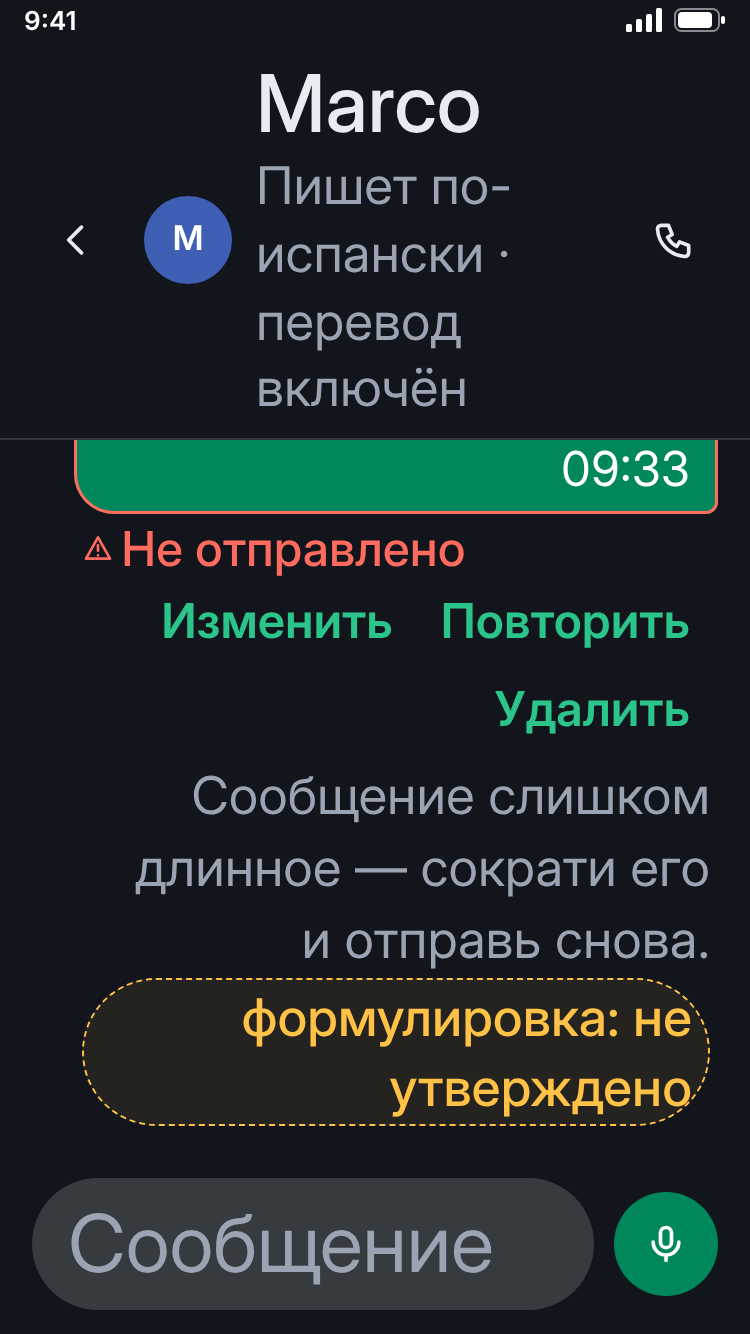 9:41
Marco
Пишет по-
испански ·
перевод
включён
M
09:33
Не отправлено
Изменить Повторить
Удалить
Сообщение слишком
длинное — сократи его
и отправь снова.
формулировка: не
утверждено
Сообщение